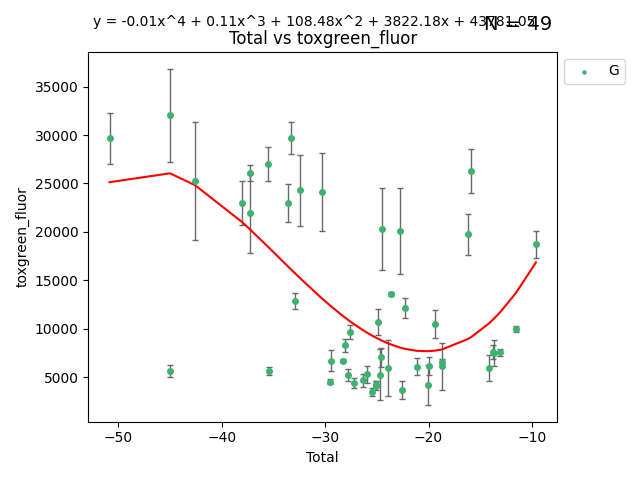 y = -0.01x^4 + 0.11x^3 + 108.48x^2 + 3822.18x + 43781.05
N = 49
Total vs toxgreen_fluor
G
toxgreen_fluor
35000
30000
25000
20000
15000
10000
5000
−50 −40 −30 −20 −10
Total